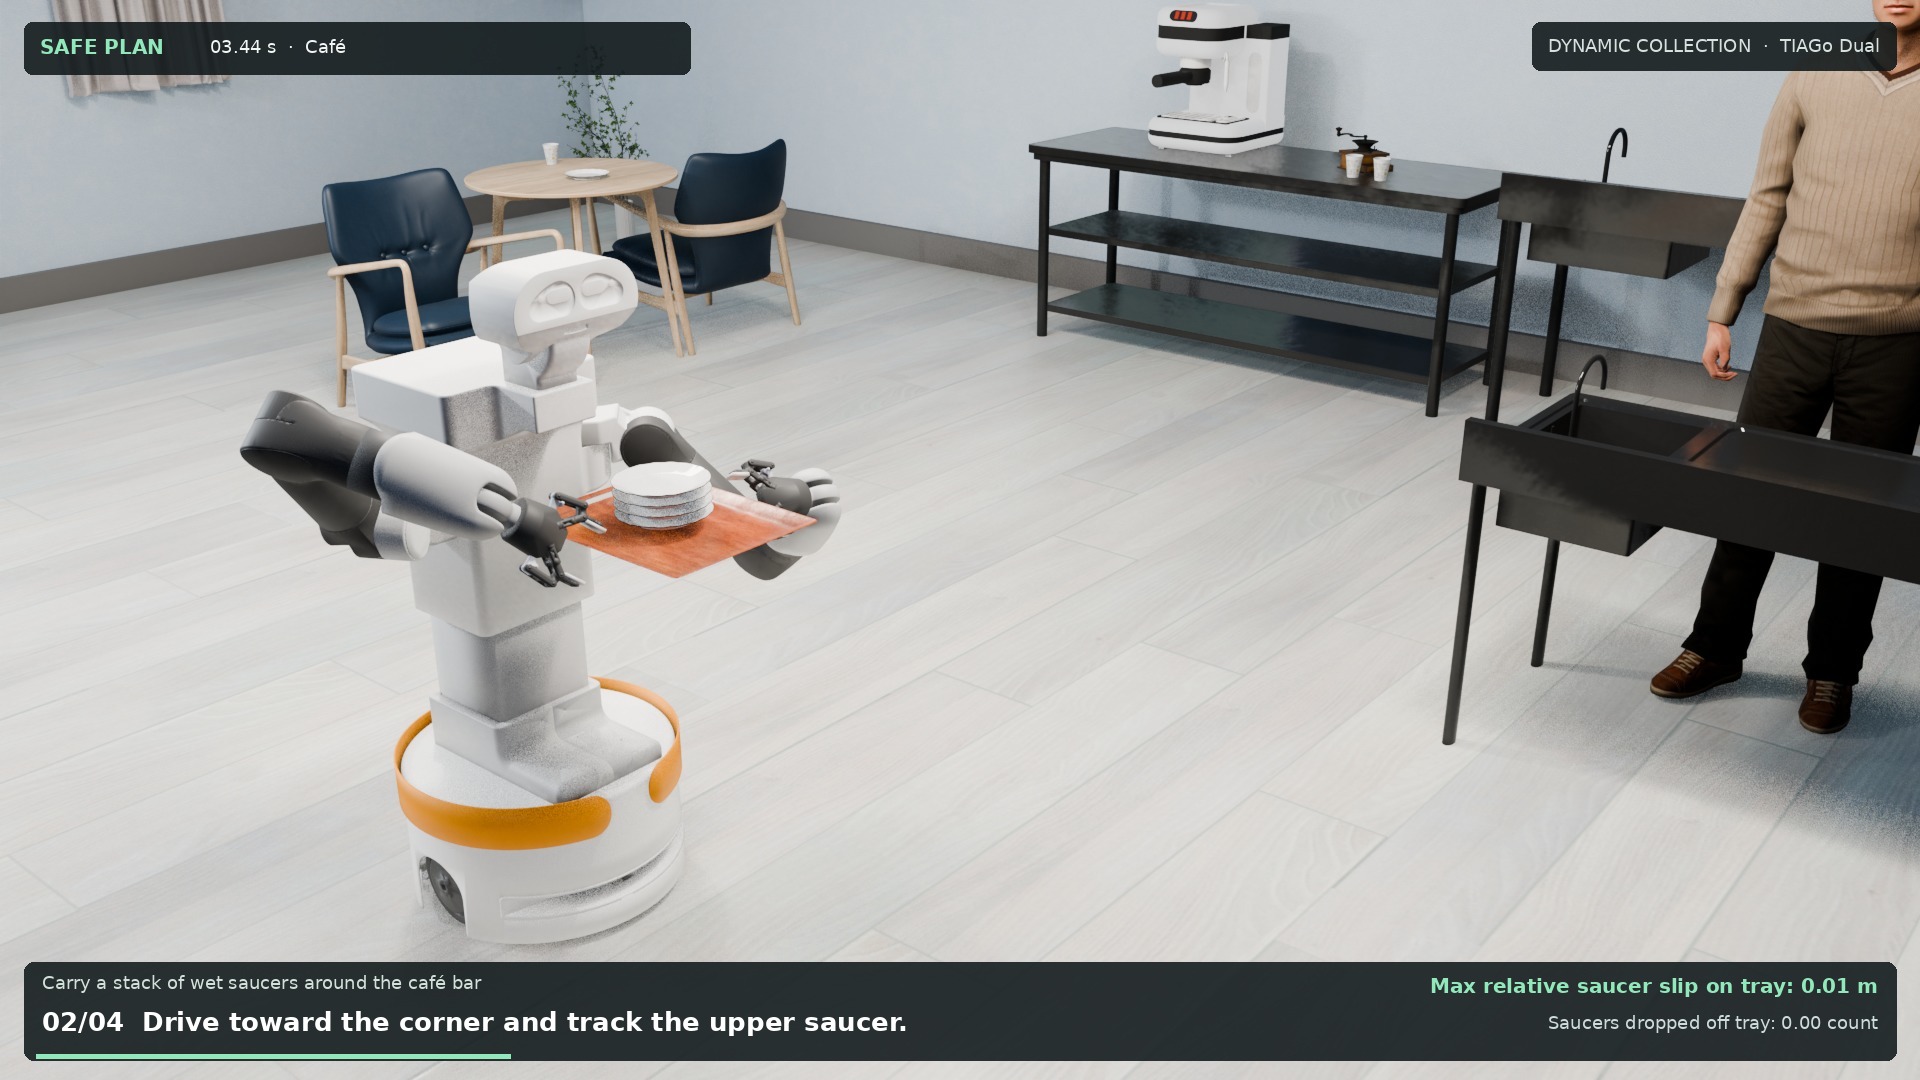 SAFE PLAN 03.44 s · Café
DYNAMIC COLLECTION · TIAGo Dual
Carry a stack of wet saucers around the café bar
02/04 Drive toward the corner and track the upper saucer.
Max relative saucer slip on tray: 0.01 m
Saucers dropped off tray: 0.00 count